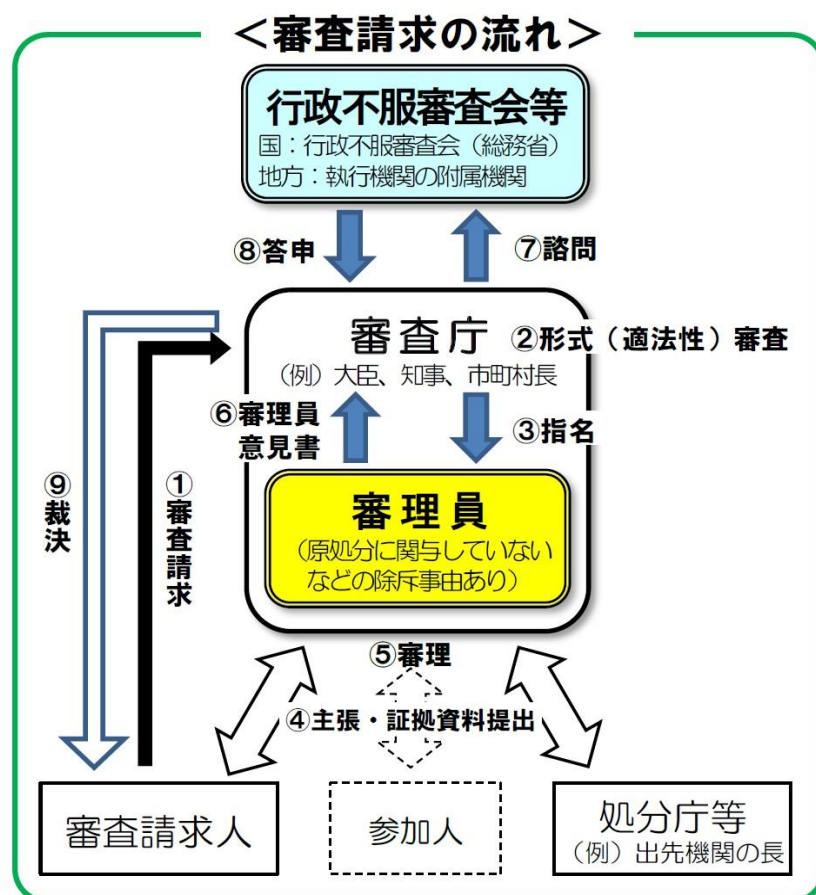 ＜審査請求の流れ＞
行政不服審査会等
国：行政不服審査会（総務省）
地方：執行機関の附属機関
⑧答申
⑦諮問
審査庁
②形式（適法性）審査
（例）大臣、知事、市町村長
⑥審理員
意見書
③指名
審理員
（原処分に関与していない
などの除斥事由あり）
⑨裁決
①審査請求
⑤審理
④主張・証拠資料提出
審査請求人
参加人
処分庁等
（例）出先機関の長